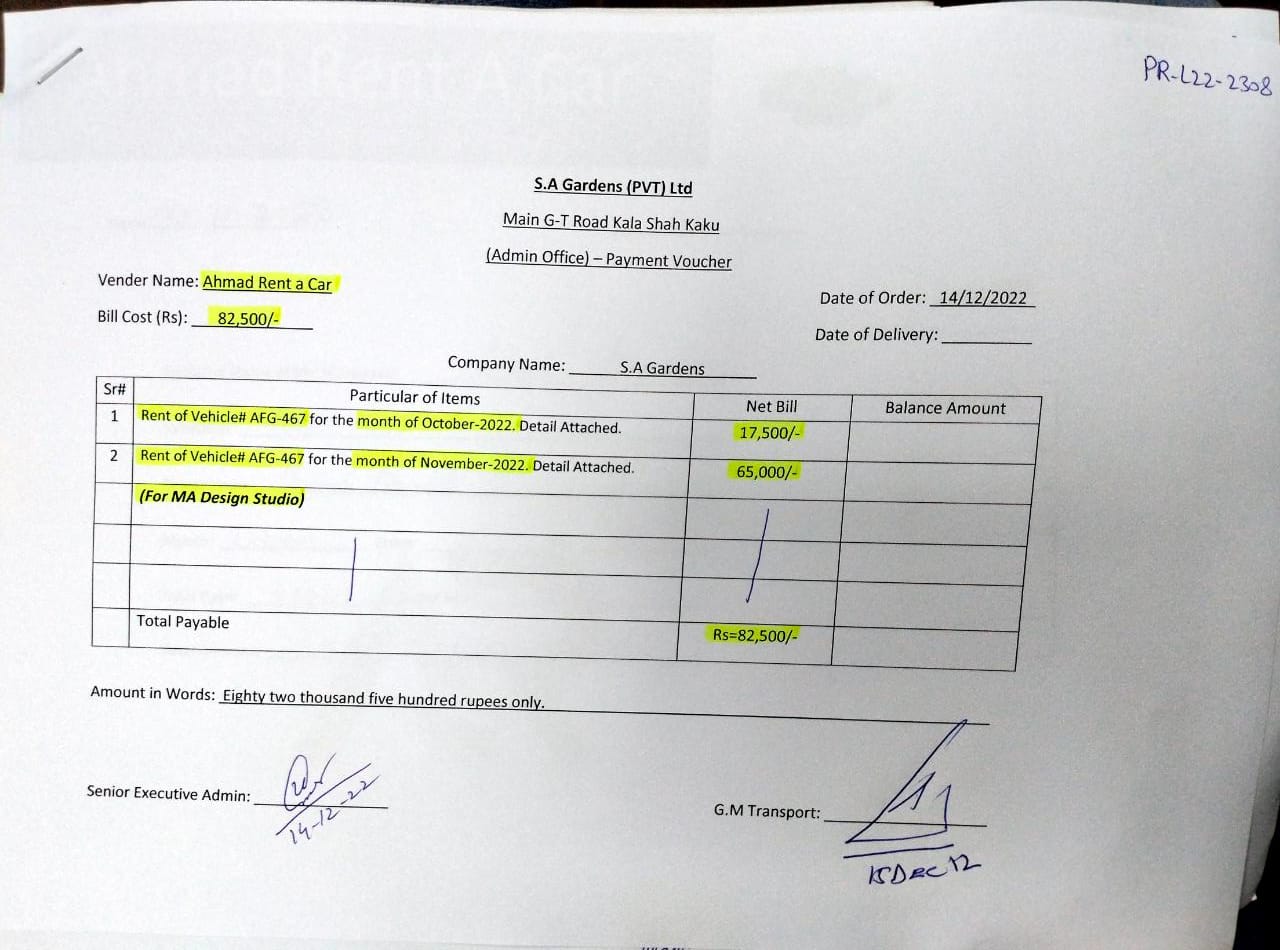 PR-L22-2308
S.A Gardens (PVT) Ltd
Main G-T Road Kala Shah Kaku
(Admin Office) – Payment Voucher
Vender Name: Ahmad Rent a Car
Date of Order: 14/12/2022
Bill Cost (Rs): 82,500/-
Date of Delivery:
Company Name: S.A Gardens
Sr# Particular of Items Net Bill Balance Amount
1 Rent of Vehicle# AFG-467 for the month of October-2022. Detail Attached. 17,500/-
2 Rent of Vehicle# AFG-467 for the month of November-2022. Detail Attached. 65,000/-
(For MA Design Studio)
Total Payable Rs=82,500/-
Amount in Words: Eighty two thousand five hundred rupees only.
Senior Executive Admin:
14-12-22
G.M Transport:
15 DEC 12